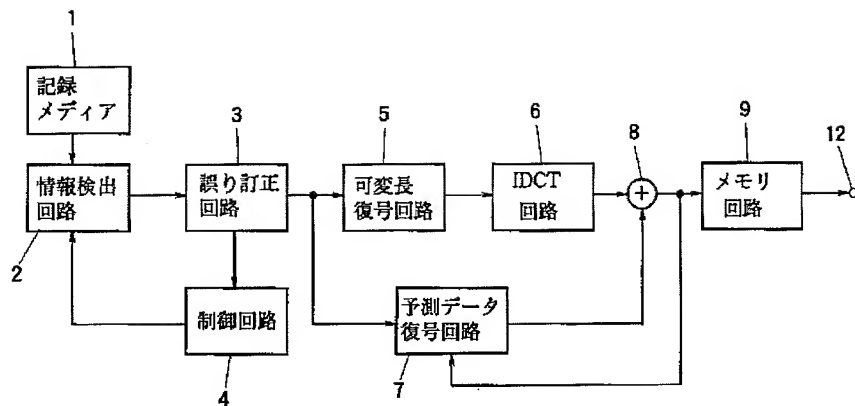 1
記録
メディア
3
5
6
8
9
12
情報検出
回路
誤り訂正
回路
可変長
復号回路
IDCT
回路
+
メモリ
回路
2
制御回路
予測データ
復号回路
4
7